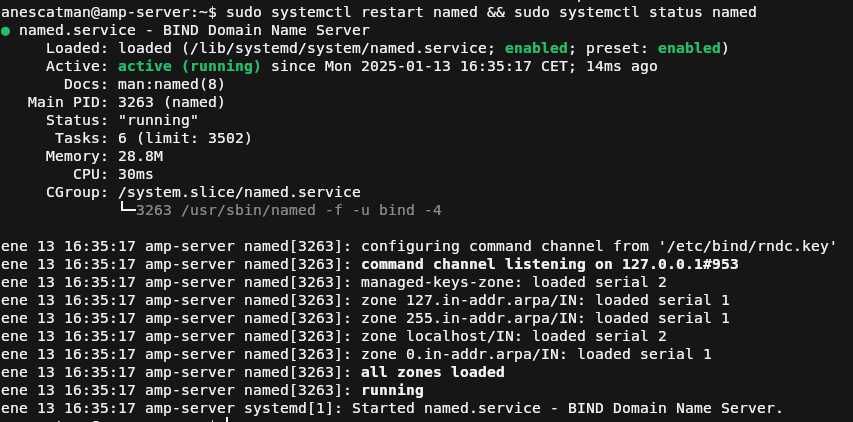 anescatman@amp-server:~$ sudo systemctl restart named && sudo systemctl status named
● named.service - BIND Domain Name Server
     Loaded: loaded (/lib/systemd/system/named.service; enabled; preset: enabled)
     Active: active (running) since Mon 2025-01-13 16:35:17 CET; 14ms ago
       Docs: man:named(8)
   Main PID: 3263 (named)
     Status: "running"
      Tasks: 6 (limit: 3502)
     Memory: 28.8M
        CPU: 30ms
     CGroup: /system.slice/named.service
             └─3263 /usr/sbin/named -f -u bind -4

ene 13 16:35:17 amp-server named[3263]: configuring command channel from '/etc/bind/rndc.key'
ene 13 16:35:17 amp-server named[3263]: command channel listening on 127.0.0.1#953
ene 13 16:35:17 amp-server named[3263]: managed-keys-zone: loaded serial 2
ene 13 16:35:17 amp-server named[3263]: zone 127.in-addr.arpa/IN: loaded serial 1
ene 13 16:35:17 amp-server named[3263]: zone 255.in-addr.arpa/IN: loaded serial 1
ene 13 16:35:17 amp-server named[3263]: zone localhost/IN: loaded serial 2
ene 13 16:35:17 amp-server named[3263]: zone 0.in-addr.arpa/IN: loaded serial 1
ene 13 16:35:17 amp-server named[3263]: all zones loaded
ene 13 16:35:17 amp-server named[3263]: running
ene 13 16:35:17 amp-server systemd[1]: Started named.service - BIND Domain Name Server.